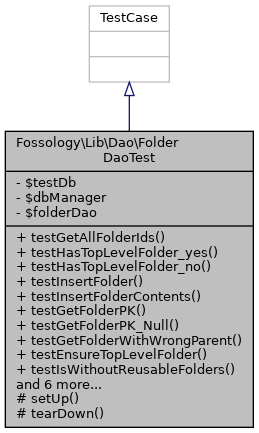 TestCase
Fossology\Lib\Dao\Folder
DaoTest
- $testDb
- $dbManager
- $folderDao
+ testGetAllFolderIds()
+ testHasTopLevelFolder_yes()
+ testHasTopLevelFolder_no()
+ testInsertFolder()
+ testInsertFolderContents()
+ testGetFolderPK()
+ testGetFolderPK_Null()
+ testGetFolderWithWrongParent()
+ testEnsureTopLevelFolder()
+ testIsWithoutReusableFolders()
and 6 more...
# setUp()
# tearDown()